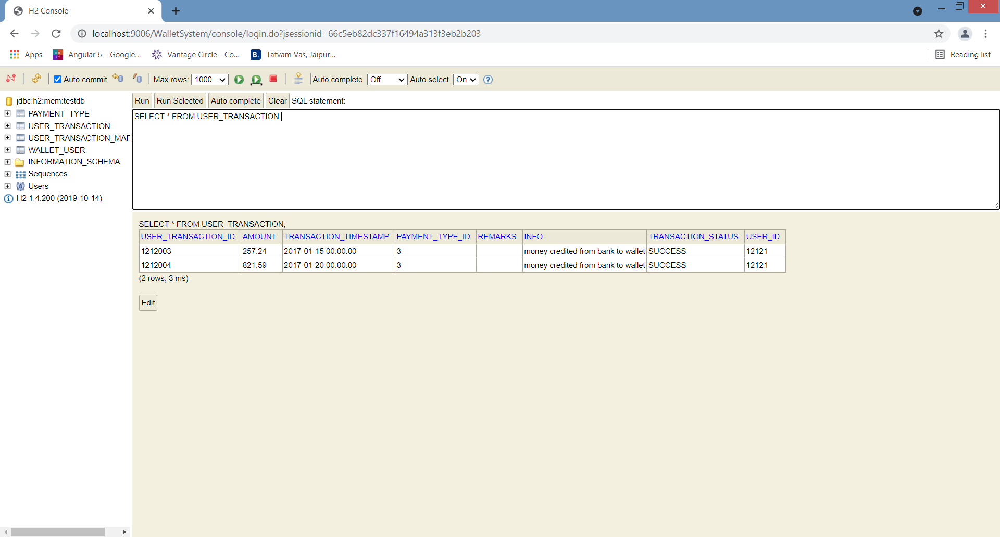 H2 Console
localhost:9006/WalletSystem/console/login.do?jsessionid=66c5eb82dc337f16494a313f3eb2b203
Apps Angular 6 – Google... Vantage Circle - Co... B. Tatvam Vas, Jaipur... Reading list
Auto commit Max rows: 1000 Auto complete Off Auto select On ?
jdbc:h2:mem:testdb
PAYMENT_TYPE
USER_TRANSACTION
USER_TRANSACTION_MAP
WALLET_USER
INFORMATION_SCHEMA
Sequences
Users
H2 1.4.200 (2019-10-14)
Run Run Selected Auto complete Clear SQL statement:
SELECT * FROM USER_TRANSACTION
SELECT * FROM USER_TRANSACTION;
USER_TRANSACTION_ID AMOUNT TRANSACTION_TIMESTAMP PAYMENT_TYPE_ID REMARKS INFO TRANSACTION_STATUS USER_ID
1212003 257.24 2017-01-15 00:00:00 3 money credited from bank to wallet SUCCESS 12121
1212004 821.59 2017-01-20 00:00:00 3 money credited from bank to wallet SUCCESS 12121
(2 rows, 3 ms)
Edit